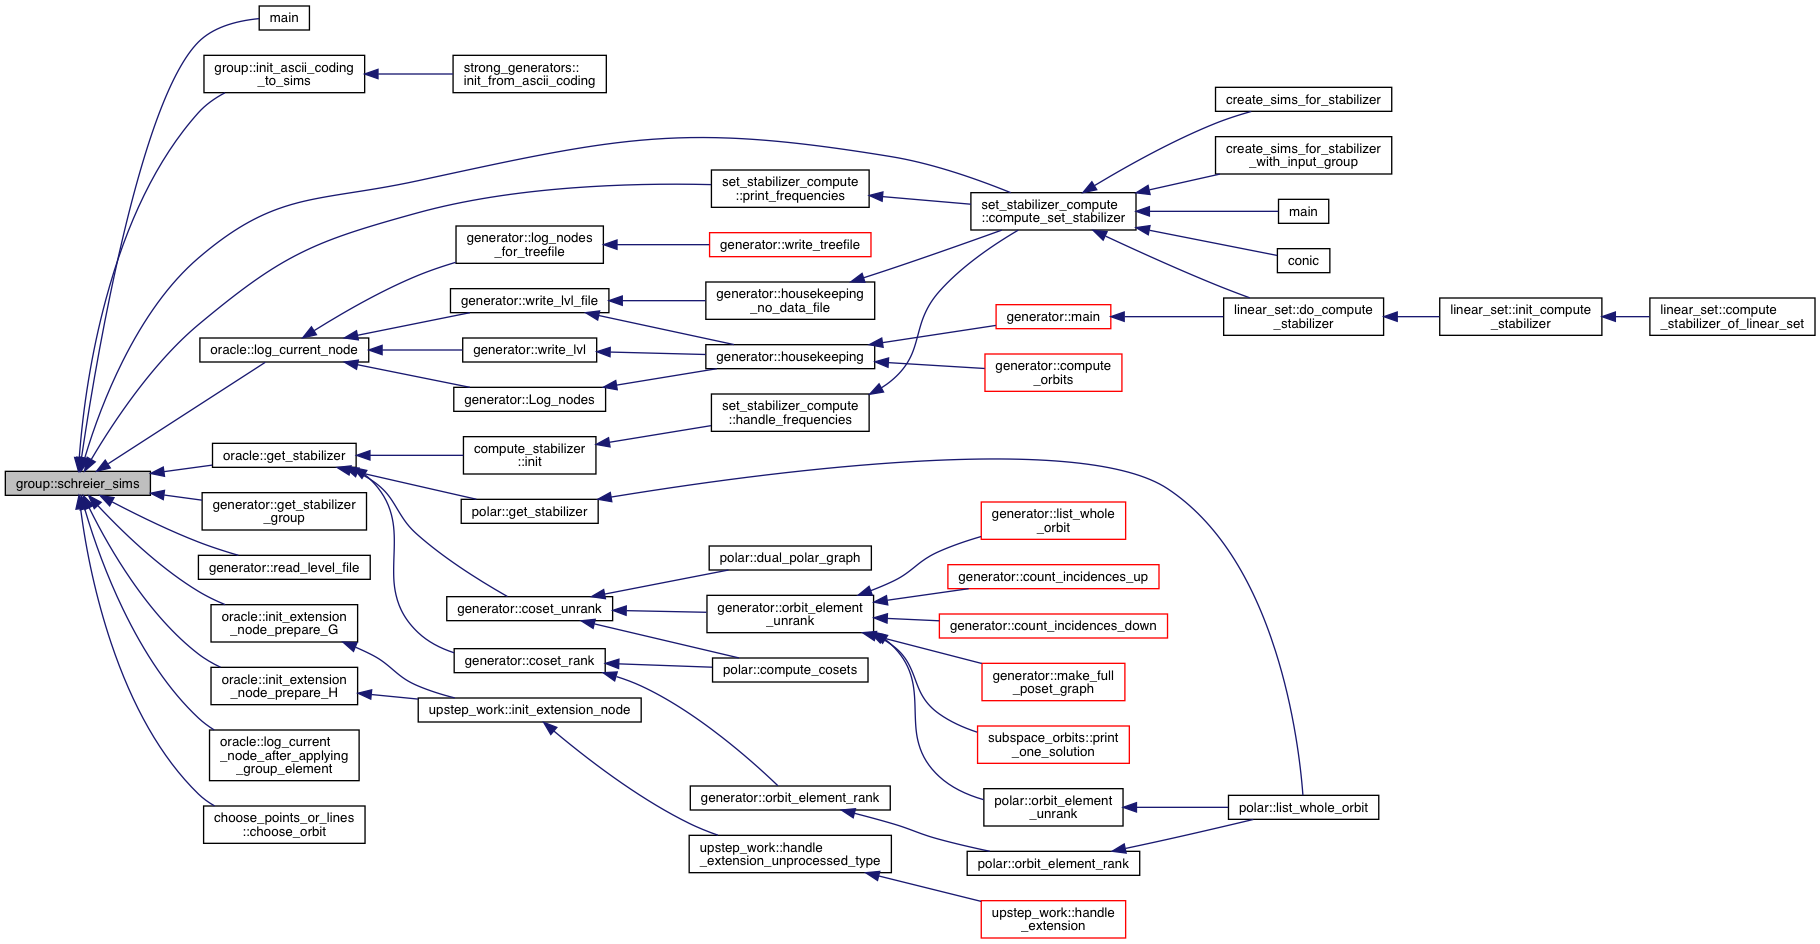 main
group::init_ascii_coding
_to_sims
strong_generators::
init_from_ascii_coding
create_sims_for_stabilizer
create_sims_for_stabilizer
_with_input_group
set_stabilizer_compute
::print_frequencies
set_stabilizer_compute
::compute_set_stabilizer
main
generator::log_nodes
_for_treefile
generator::write_treefile
conic
generator::write_lvl_file
generator::housekeeping
_no_data_file
generator::main
linear_set::do_compute
_stabilizer
linear_set::init_compute
_stabilizer
linear_set::compute
_stabilizer_of_linear_set
oracle::log_current_node
generator::write_lvl
generator::housekeeping
generator::compute
_orbits
generator::Log_nodes
set_stabilizer_compute
::handle_frequencies
oracle::get_stabilizer
compute_stabilizer
::init
group::schreier_sims
generator::get_stabilizer
_group
polar::get_stabilizer
generator::list_whole
_orbit
generator::read_level_file
polar::dual_polar_graph
generator::count_incidences_up
oracle::init_extension
_node_prepare_G
generator::coset_unrank
generator::orbit_element
_unrank
generator::count_incidences_down
generator::coset_rank
polar::compute_cosets
oracle::init_extension
_node_prepare_H
generator::make_full
_poset_graph
upstep_work::init_extension_node
oracle::log_current
_node_after_applying
_group_element
subspace_orbits::print
_one_solution
choose_points_or_lines
::choose_orbit
generator::orbit_element_rank
polar::orbit_element
_unrank
polar::list_whole_orbit
upstep_work::handle
_extension_unprocessed_type
polar::orbit_element_rank
upstep_work::handle
_extension